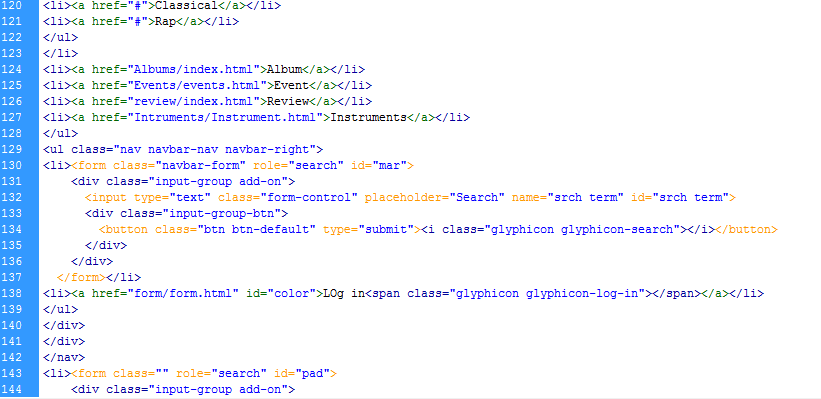 120 <li><a href="#">Classical</a></li>
121 <li><a href="#">Rap</a></li>
122 </ul>
123 </li>
124 <li><a href="Albums/index.html">Album</a></li>
125 <li><a href="Events/events.html">Event</a></li>
126 <li><a href="review/index.html">Review</a></li>
127 <li><a href="Intruments/Instrument.html">Instruments</a></li>
128 </ul>
129 <ul class="nav navbar-nav navbar-right">
130 <li><form class="navbar-form" role="search" id="mar">
131     <div class="input-group add-on">
132       <input type="text" class="form-control" placeholder="Search" name="srch term" id="srch term">
133       <div class="input-group-btn">
134         <button class="btn btn-default" type="submit"><i class="glyphicon glyphicon-search"></i></button>
135       </div>
136     </div>
137   </form></li>
138 <li><a href="form/form.html" id="color">LOg in<span class="glyphicon glyphicon-log-in"></span></a></li>
139 </ul>
140 </div>
141 </div>
142 </nav>
143 <li><form class="" role="search" id="pad">
144     <div class="input-group add-on">